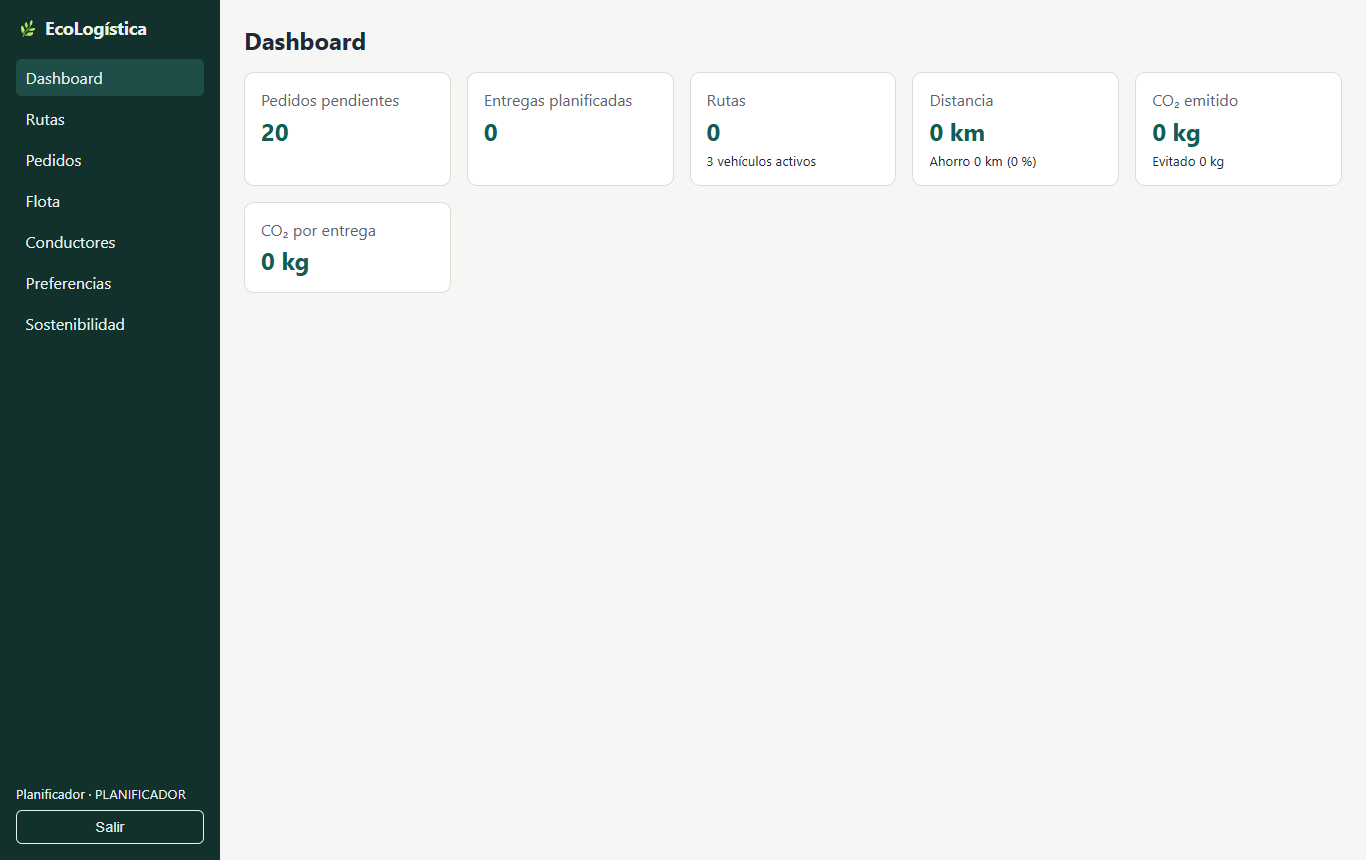 EcoLogística
Dashboard
Rutas
Pedidos
Flota
Conductores
Preferencias
Sostenibilidad
Planificador · PLANIFICADOR
Salir
Dashboard
Pedidos pendientes
20
Entregas planificadas
0
Rutas
0
3 vehículos activos
Distancia
0 km
Ahorro 0 km (0 %)
CO₂ emitido
0 kg
Evitado 0 kg
CO₂ por entrega
0 kg